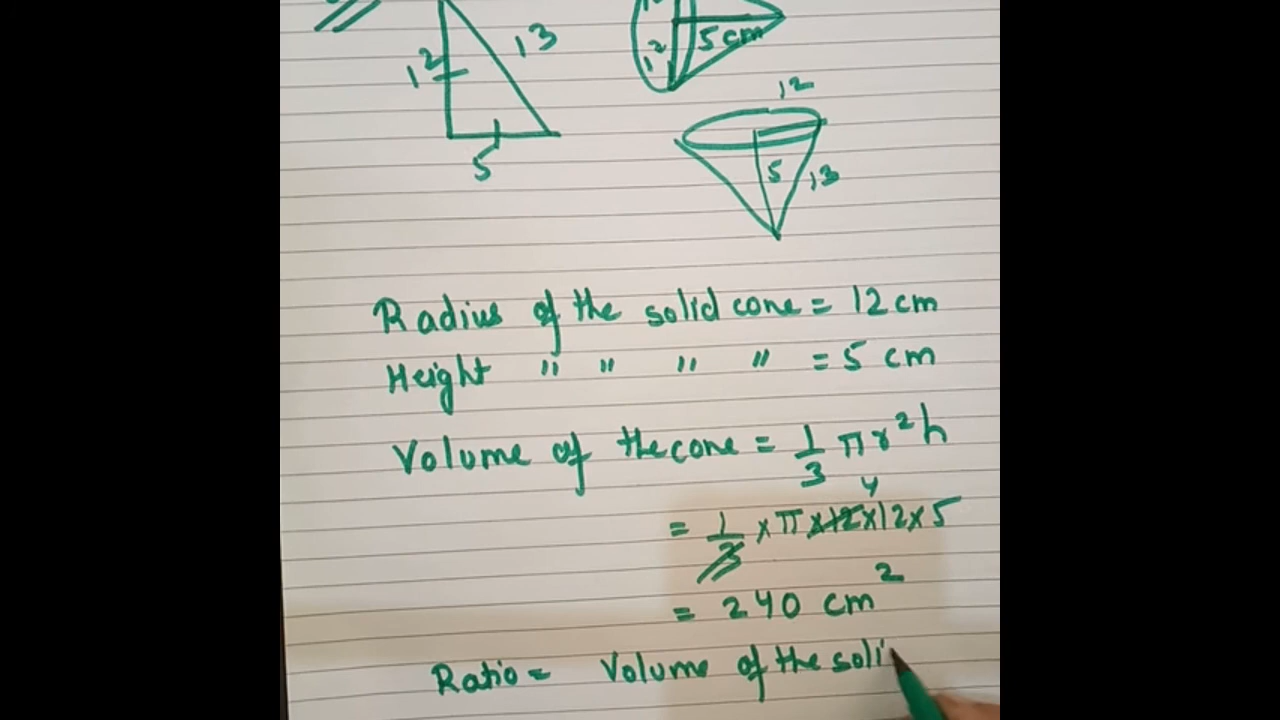 12 13
5
12 5cm
12
5 13
Radius of the solid cone = 12 cm
Height " " " " = 5 cm
Volume of the cone = 1/3 πr²h
4
= 1/3 × π × 12 × 12 × 5
= 240 cm²
Ratio = Volume of the soli